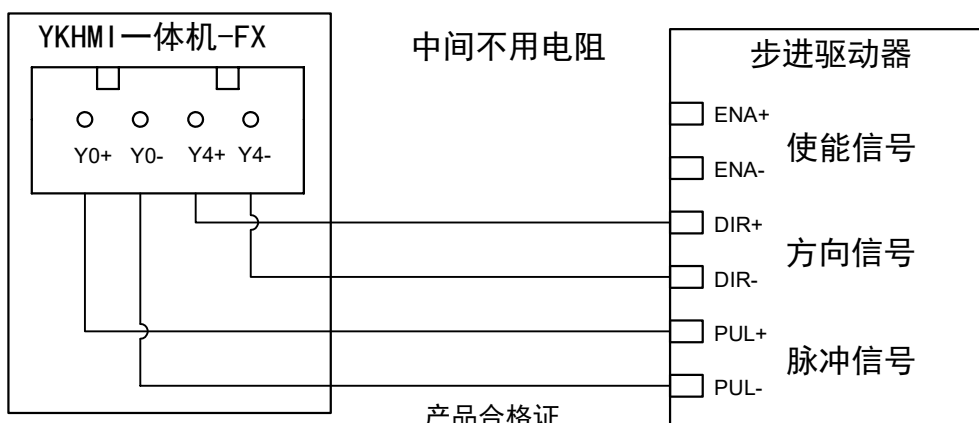 YKHMI一体机-FX
中间不用电阻
步进驱动器
Y0+ Y0- Y4+ Y4-
ENA+
使能信号
ENA-
DIR+
方向信号
DIR-
PUL+
脉冲信号
PUL-
产品合格证